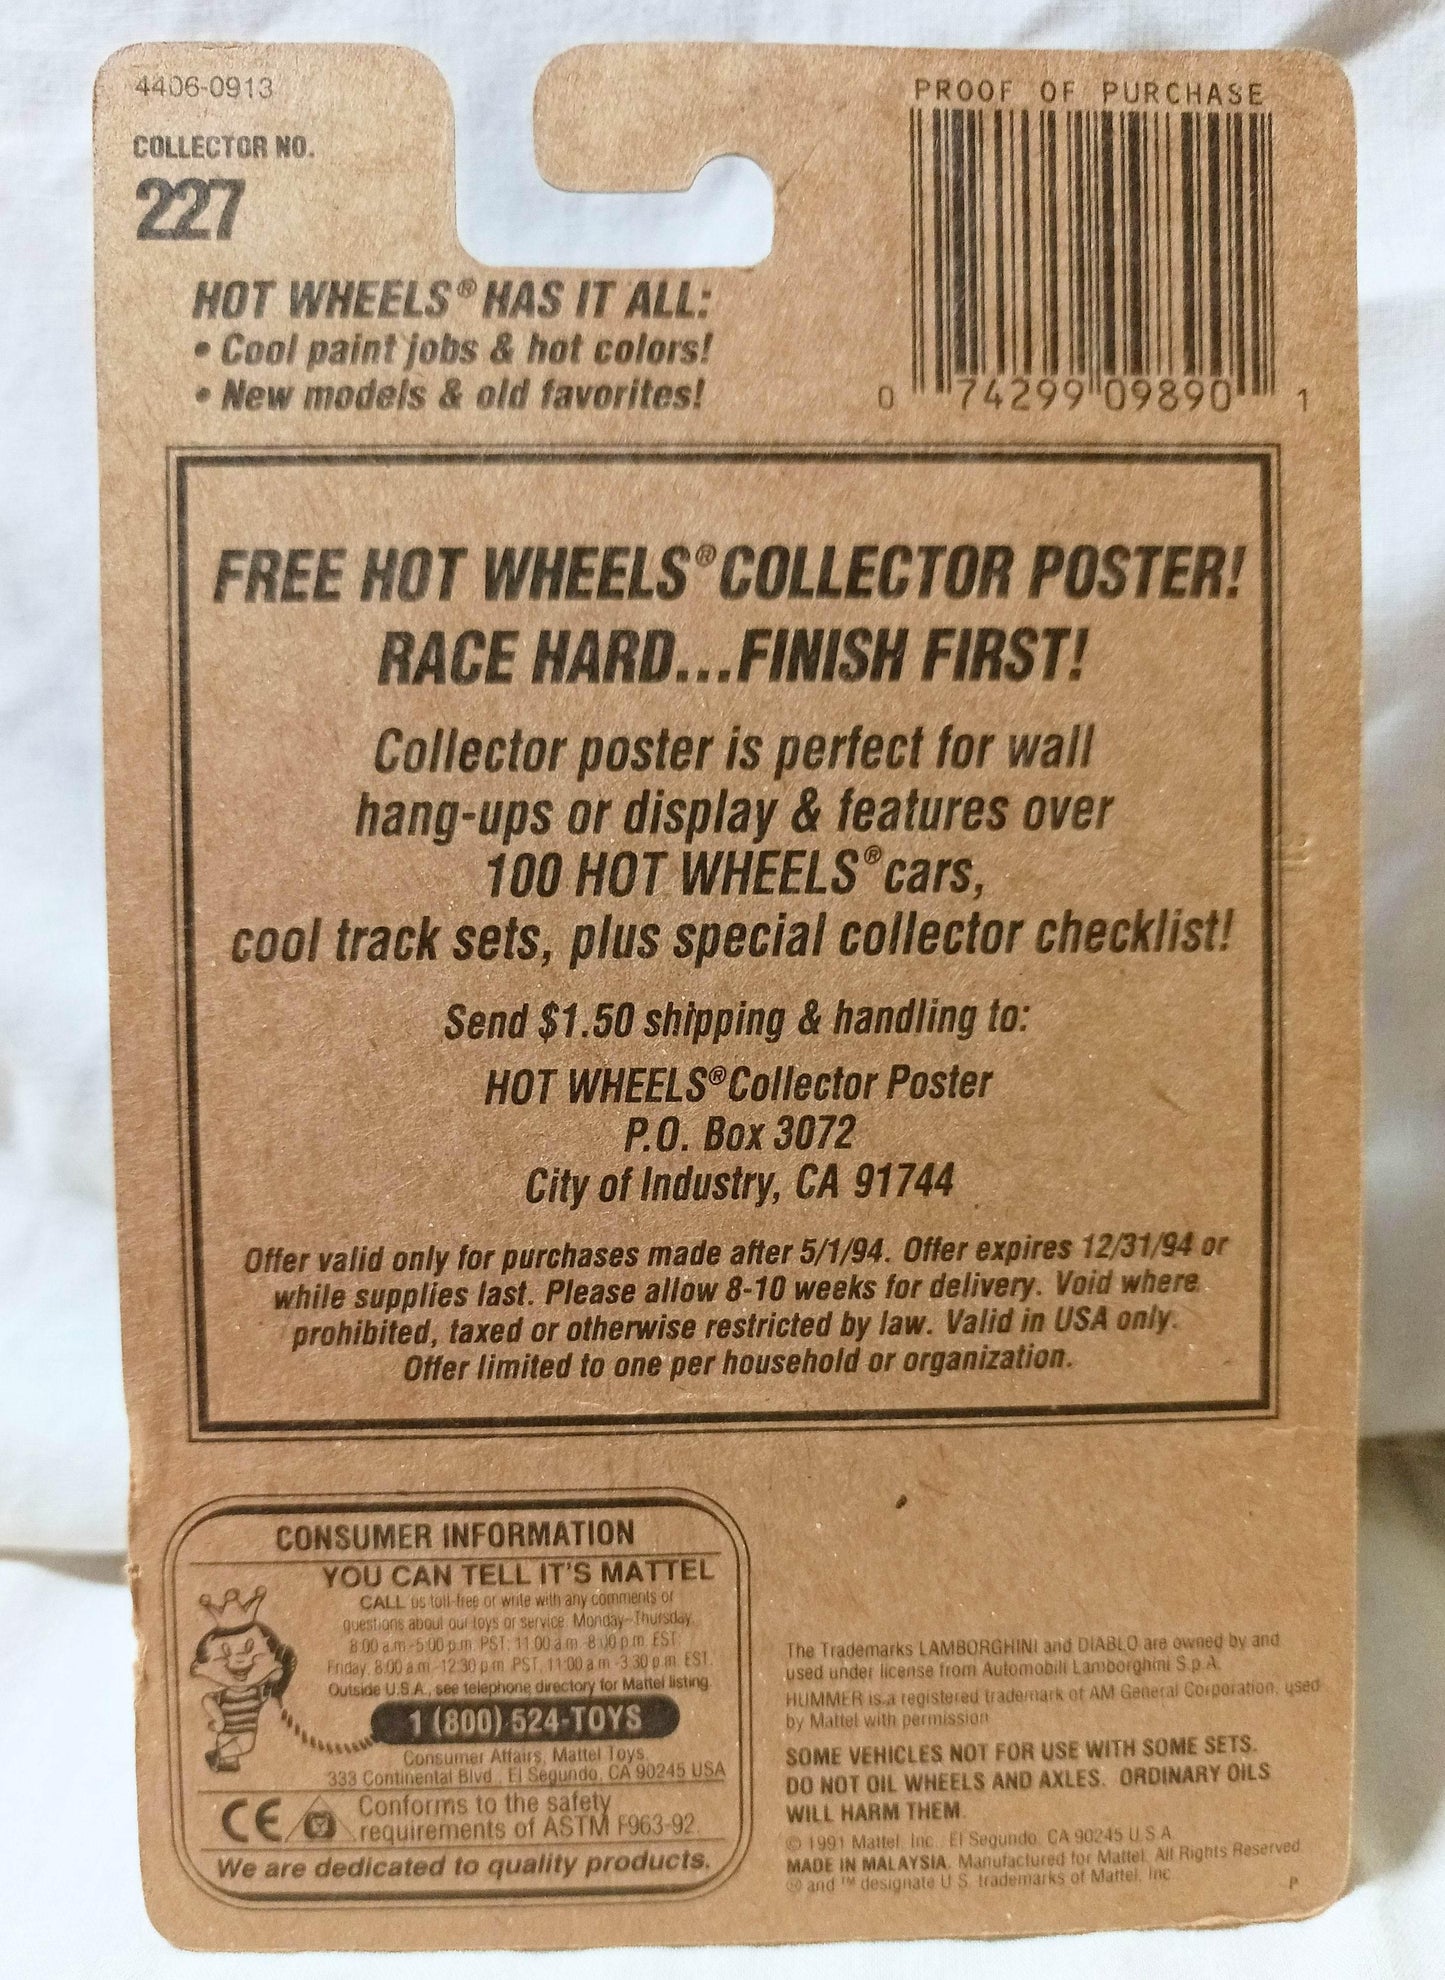 4406-0913
COLLECTOR NO.
227
PROOF OF PURCHASE
0 74299 09890 1
HOT WHEELS® HAS IT ALL:
• Cool paint jobs & hot colors!
• New models & old favorites!
FREE HOT WHEELS® COLLECTOR POSTER!
RACE HARD...FINISH FIRST!
Collector poster is perfect for wall
hang-ups or display & features over
100 HOT WHEELS® cars,
cool track sets, plus special collector checklist!
Send $1.50 shipping & handling to:
HOT WHEELS® Collector Poster
P.O. Box 3072
City of Industry, CA 91744
Offer valid only for purchases made after 5/1/94. Offer expires 12/31/94 or
while supplies last. Please allow 8-10 weeks for delivery. Void where
prohibited, taxed or otherwise restricted by law. Valid in USA only.
Offer limited to one per household or organization.
CONSUMER INFORMATION
YOU CAN TELL IT'S MATTEL
CALL us toll-free or write with any comments or
questions about our toys or service. Monday-Thursday,
8:00 a.m.-5:00 p.m. PST, 11:00 a.m.-8:00 p.m. EST.
Friday, 8:00 a.m.-12:30 p.m. PST, 11:00 a.m.-3:30 p.m. EST.
Outside U.S.A., see telephone directory for Mattel listing.
1 (800) 524-TOYS
Consumer Affairs, Mattel Toys,
333 Continental Blvd., El Segundo, CA 90245 USA
CE Conforms to the safety
requirements of ASTM F963-92.
We are dedicated to quality products.
The Trademarks LAMBORGHINI and DIABLO are owned by and
used under license from Automobili Lamborghini S.p.A.
HUMMER is a registered trademark of AM General Corporation, used
by Mattel with permission
SOME VEHICLES NOT FOR USE WITH SOME SETS.
DO NOT OIL WHEELS AND AXLES. ORDINARY OILS
WILL HARM THEM.
© 1991 Mattel, Inc., El Segundo, CA 90245 U.S.A.
MADE IN MALAYSIA. Manufactured for Mattel. All Rights Reserved.
® and ™ designate U.S. trademarks of Mattel, Inc.
P